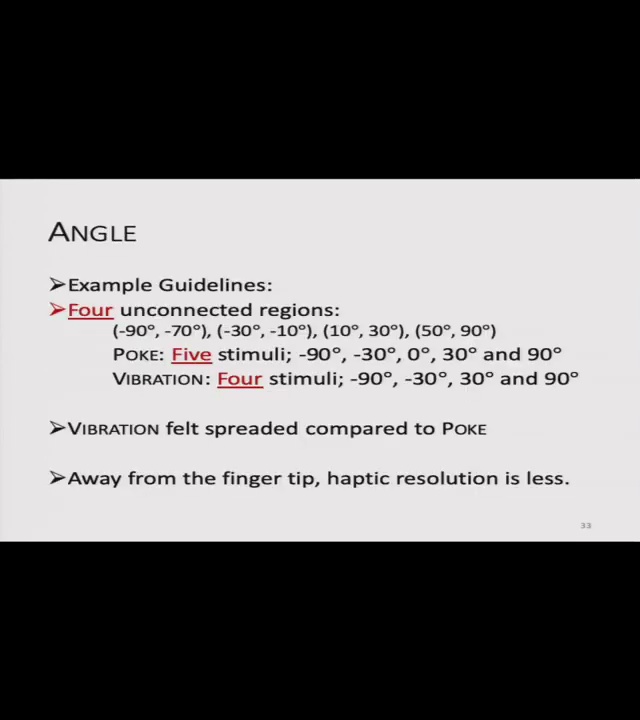 ANGLE
➢Example Guidelines:
➢Four unconnected regions:
(-90°, -70°), (-30°, -10°), (10°, 30°), (50°, 90°)
POKE: Five stimuli; -90°, -30°, 0°, 30° and 90°
VIBRATION: Four stimuli; -90°, -30°, 30° and 90°
➢VIBRATION felt spreaded compared to POKE
➢Away from the finger tip, haptic resolution is less.
33